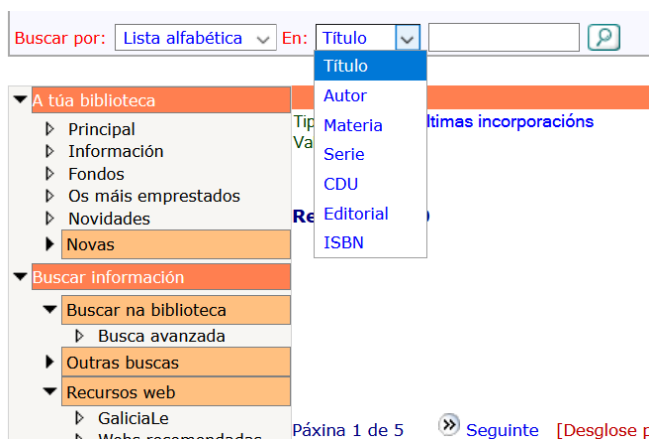 Buscar por: Lista alfabética En: Título
Título
Autor
Materia
Serie
CDU
Editorial
ISBN
A túa biblioteca
Principal
Información
Fondos
Os máis emprestados
Novidades
Novas
Buscar información
Buscar na biblioteca
Busca avanzada
Outras buscas
Recursos web
GaliciaLe
Webs recomendadas
Tip ltimas incorporacións
Va
Re )
Páxina 1 de 5 Seguinte [Desglose p